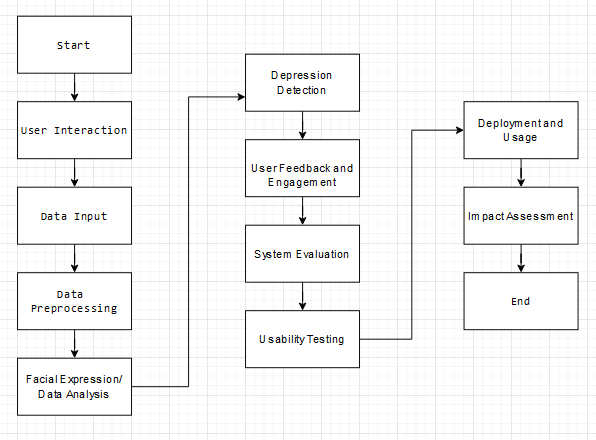 Start
User Interaction
Data Input
Data
Preprocessing
Facial Expression/
Data Analysis
Depression
Detection
User Feedback and
Engagement
System Evaluation
Usability Testing
Deployment and
Usage
Impact Assessment
End